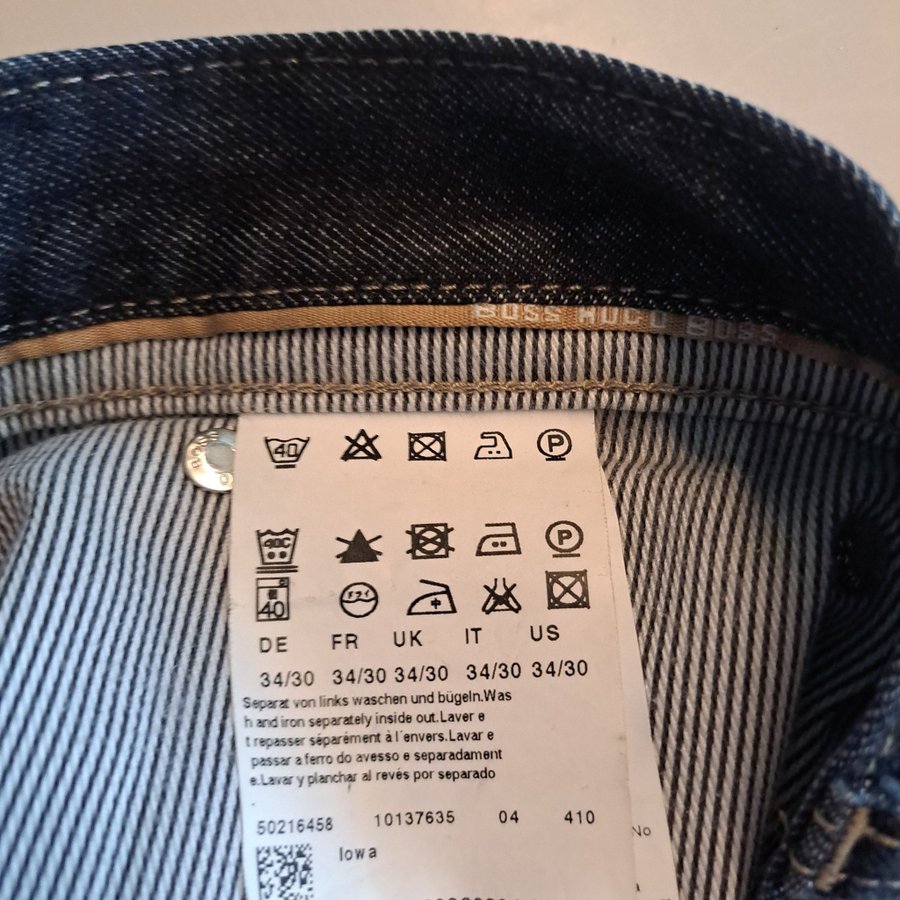 BOSS HUGO BOSS
BOSS
40 P
40C P
40
DE FR UK IT US
34/30 34/30 34/30 34/30 34/30
Separat von links waschen und bügeln.Was
h and iron separately inside out.Laver e
t repasser séparément à l´envers.Lavar e
passar a ferro do avesso e separadament
e.Lavar y planchar al revés por separado
50216458 10137635 04 410
No
Iowa